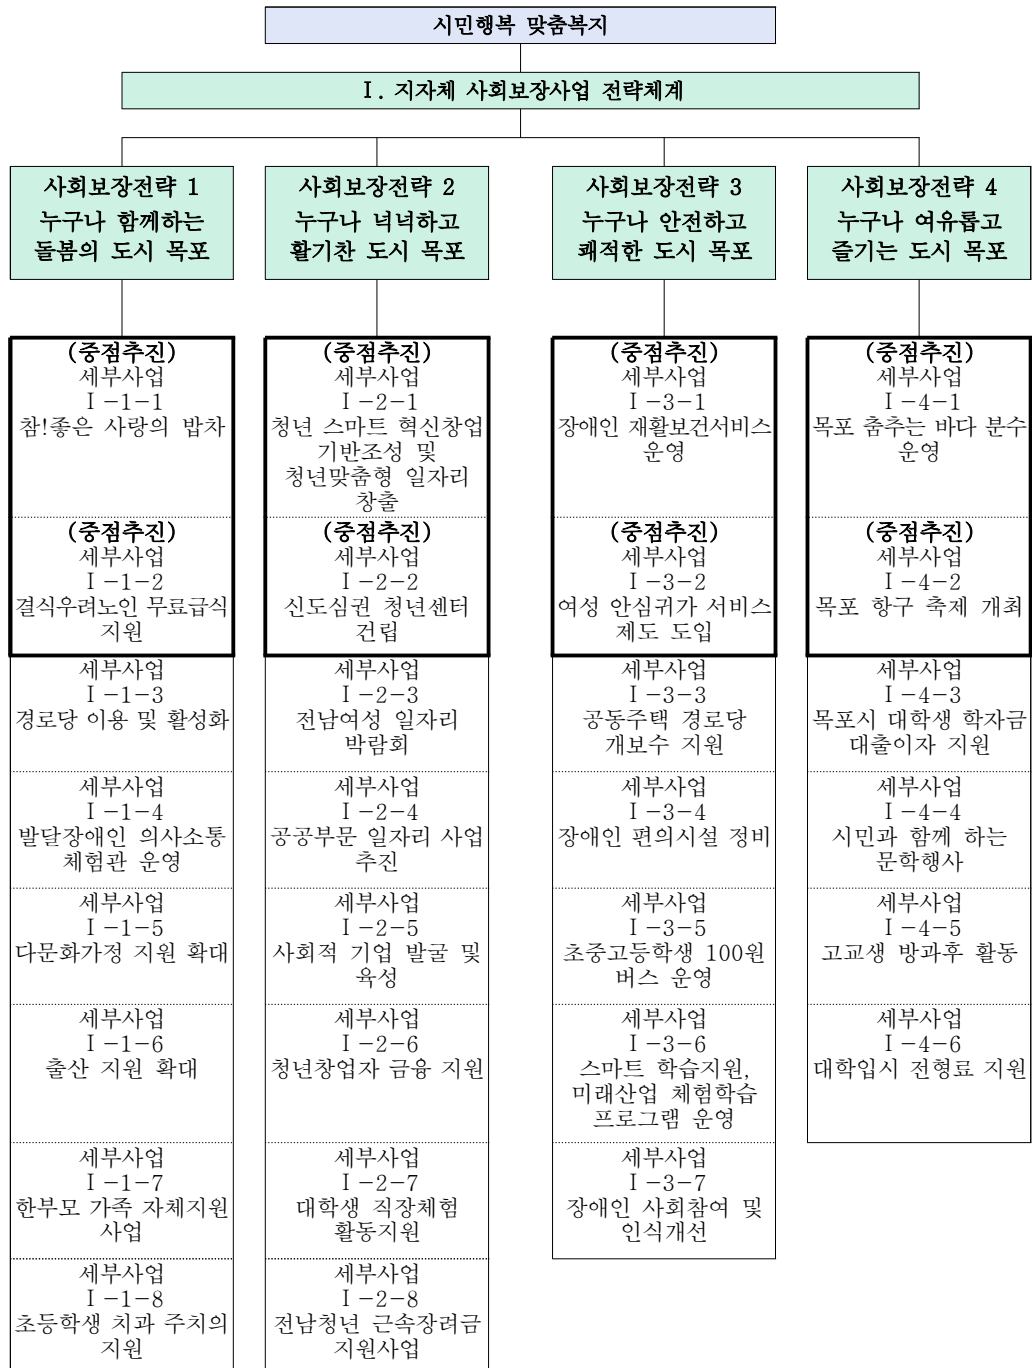 시민행복 맞춤복지
Ⅰ. 지자체 사회보장사업 전략체계
사회보장전략 1
누구나 함께하는
돌봄의 도시 목포
사회보장전략 2
누구나 넉넉하고
활기찬 도시 목포
사회보장전략 3
누구나 안전하고
쾌적한 도시 목포
사회보장전략 4
누구나 여유롭고
즐기는 도시 목포
(중점추진)
세부사업
Ⅰ-1-1
참!좋은 사랑의 밥차
(중점추진)
세부사업
Ⅰ-1-2
결식우려노인 무료급식
지원
세부사업
Ⅰ-1-3
경로당 이용 및 활성화
세부사업
Ⅰ-1-4
발달장애인 의사소통
체험관 운영
세부사업
Ⅰ-1-5
다문화가정 지원 확대
세부사업
Ⅰ-1-6
출산 지원 확대
세부사업
Ⅰ-1-7
한부모 가족 자체지원
사업
세부사업
Ⅰ-1-8
초등학생 치과 주치의
지원
(중점추진)
세부사업
Ⅰ-2-1
청년 스마트 혁신창업
기반조성 및
청년맞춤형 일자리
창출
(중점추진)
세부사업
Ⅰ-2-2
신도심권 청년센터
건립
세부사업
Ⅰ-2-3
전남여성 일자리
박람회
세부사업
Ⅰ-2-4
공공부문 일자리 사업
추진
세부사업
Ⅰ-2-5
사회적 기업 발굴 및
육성
세부사업
Ⅰ-2-6
청년창업자 금융 지원
세부사업
Ⅰ-2-7
대학생 직장체험
활동지원
세부사업
Ⅰ-2-8
전남청년 근속장려금
지원사업
(중점추진)
세부사업
Ⅰ-3-1
장애인 재활보건서비스
운영
(중점추진)
세부사업
Ⅰ-3-2
여성 안심귀가 서비스
제도 도입
세부사업
Ⅰ-3-3
공동주택 경로당
개보수 지원
세부사업
Ⅰ-3-4
장애인 편의시설 정비
세부사업
Ⅰ-3-5
초중고등학생 100원
버스 운영
세부사업
Ⅰ-3-6
스마트 학습지원,
미래산업 체험학습
프로그램 운영
세부사업
Ⅰ-3-7
장애인 사회참여 및
인식개선
(중점추진)
세부사업
Ⅰ-4-1
목포 춤추는 바다 분수
운영
(중점추진)
세부사업
Ⅰ-4-2
목포 항구 축제 개최
세부사업
Ⅰ-4-3
목포시 대학생 학자금
대출이자 지원
세부사업
Ⅰ-4-4
시민과 함께 하는
문학행사
세부사업
Ⅰ-4-5
고교생 방과후 활동
세부사업
Ⅰ-4-6
대학입시 전형료 지원